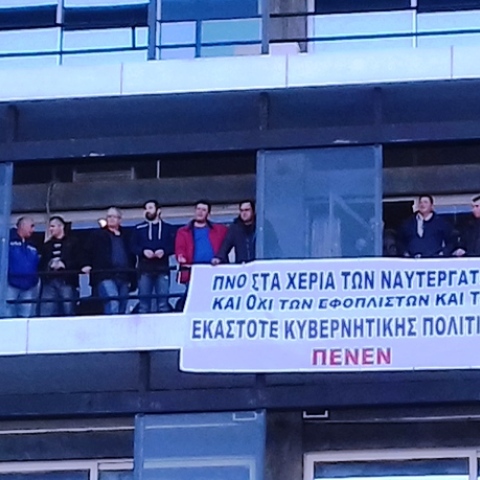 ΠΝΟ ΣΤΑ ΧΕΡΙΑ ΤΩΝ ΝΑΥΤΕΡΓΑΤ
ΚΑΙ ΟΧΙ ΤΩΝ ΕΦΟΠΛΙΣΤΩΝ ΚΑΙ Τ
ΕΚΑΣΤΟΤΕ ΚΥΒΕΡΝΗΤΙΚΗΣ ΠΟΛΙΤΙ
ΠΕΝΕΝ